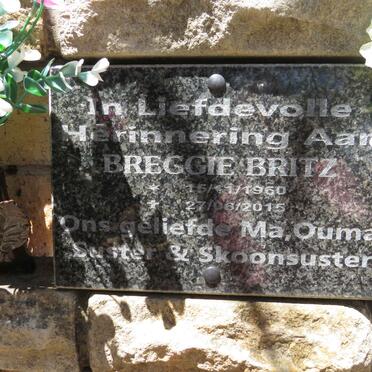 In Liefdevolle
Herinnering Aan
BREGGIE BRITZ
* 15/11/1960
✝ 27/06/2015
Ons geliefde Ma, Ouma
Suster & Skoonsuster